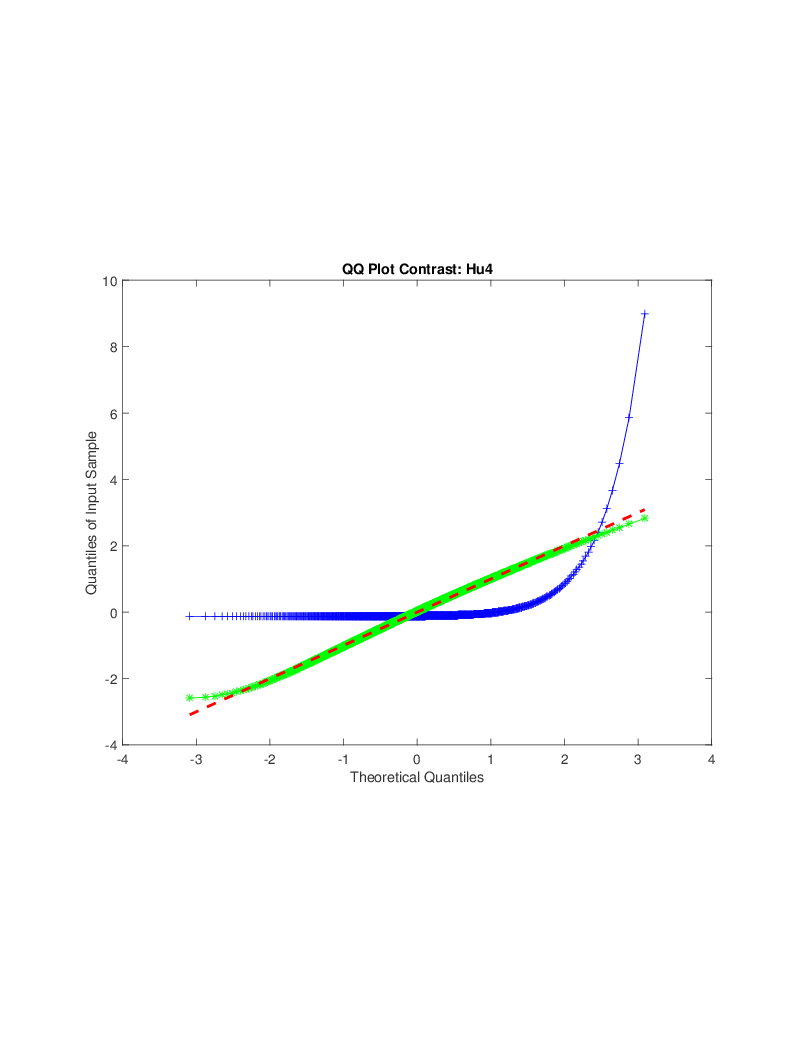 QQ Plot Contrast: Hu4
10
8
6
4
2
0
-2
-4
Quantiles of Input Sample
-4 -3 -2 -1 0 1 2 3 4
Theoretical Quantiles